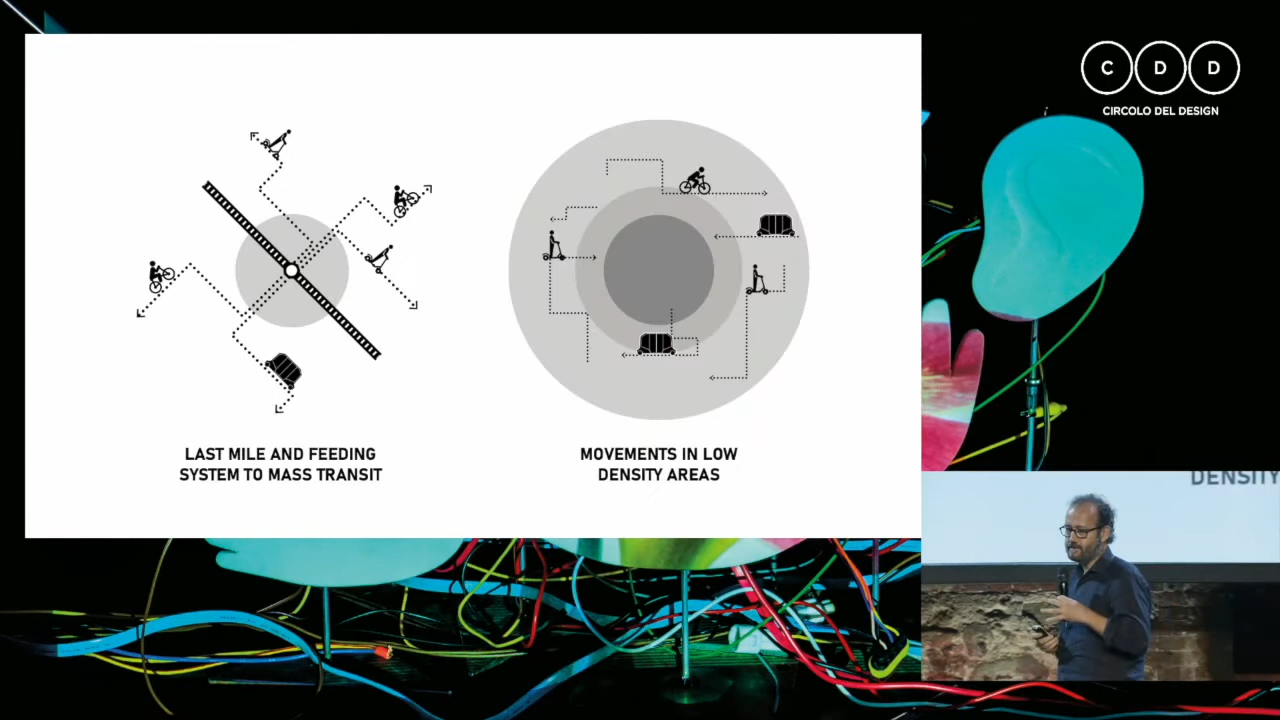 C D D
CIRCOLO DEL DESIGN
LAST MILE AND FEEDING
SYSTEM TO MASS TRANSIT
MOVEMENTS IN LOW
DENSITY AREAS
DENSITY